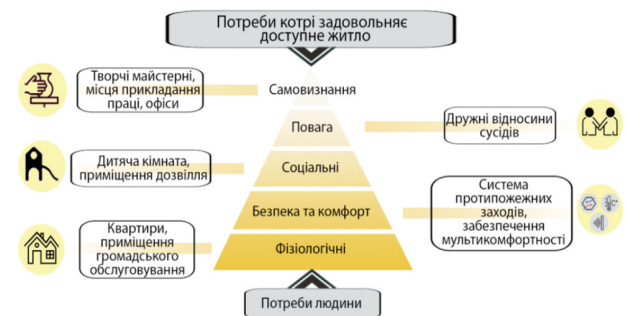 Потреби котрі задовольняє
доступне житло
Творчі майстерні,
місця прикладання
праці, офіси
Самовизнання
Повага
Дружні відносини
сусідів
Дитяча кімната,
приміщення дозвілля
Соціальні
Система
протипожежних
заходів,
забезпечення
мультикомфортності
Безпека та комфорт
Квартири,
приміщення
громадського
обслуговування
Фізіологічні
Потреби людини